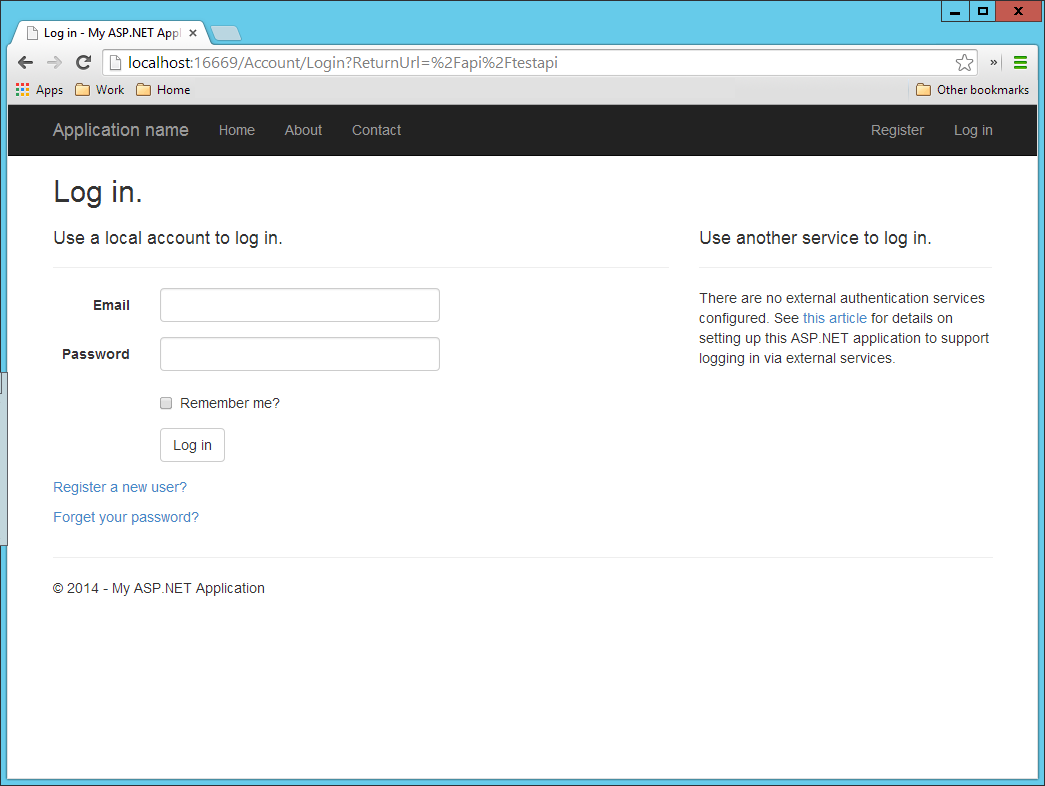 Log in - My ASP.NET Appl
localhost:16669/Account/Login?ReturnUrl=%2Fapi%2Ftestapi
Apps Work Home Other bookmarks
Application name Home About Contact Register Log in
Log in.
Use a local account to log in.
Email
Password
Remember me?
Log in
Register a new user?
Forget your password?
Use another service to log in.
There are no external authentication services
configured. See this article for details on
setting up this ASP.NET application to support
logging in via external services.
© 2014 - My ASP.NET Application